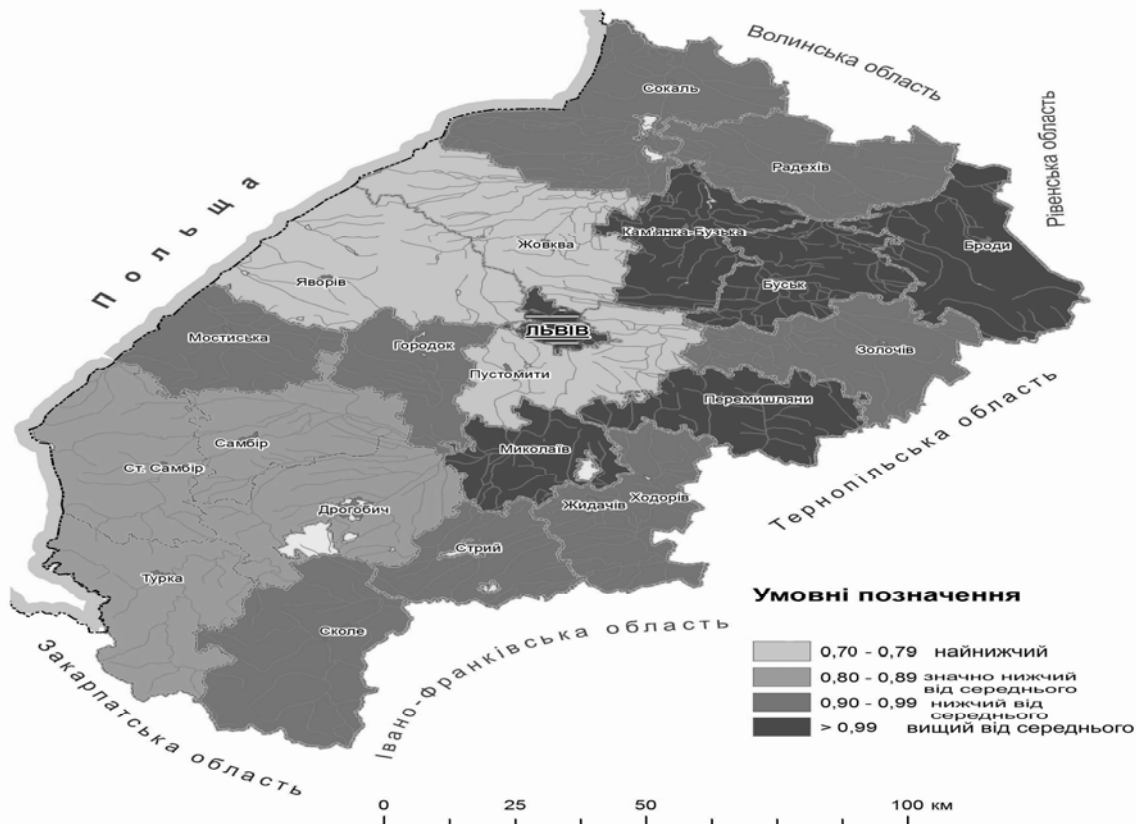 Волинська область
Рівенська область
Польща
Сокаль
Радехів
Кам'янка-Бузька
Броди
Жовква
Буськ
Яворів
ЛЬВІВ
Мостиська
Городок
Золочів
Пустомити
Перемишляни
Самбір
Миколаїв
Ст. Самбір
Ходорів
Жидачів
Дрогобич
Стрий
Турка
Сколе
Тернопільська область
Івано-Франківська область
Закарпатська область
Умовні позначення
0,70 - 0,79 найнижчий
0,80 - 0,89 значно нижчий
від середнього
0,90 - 0,99 нижчий від
середнього
> 0,99 вищий від середнього
0 25 50 100 км